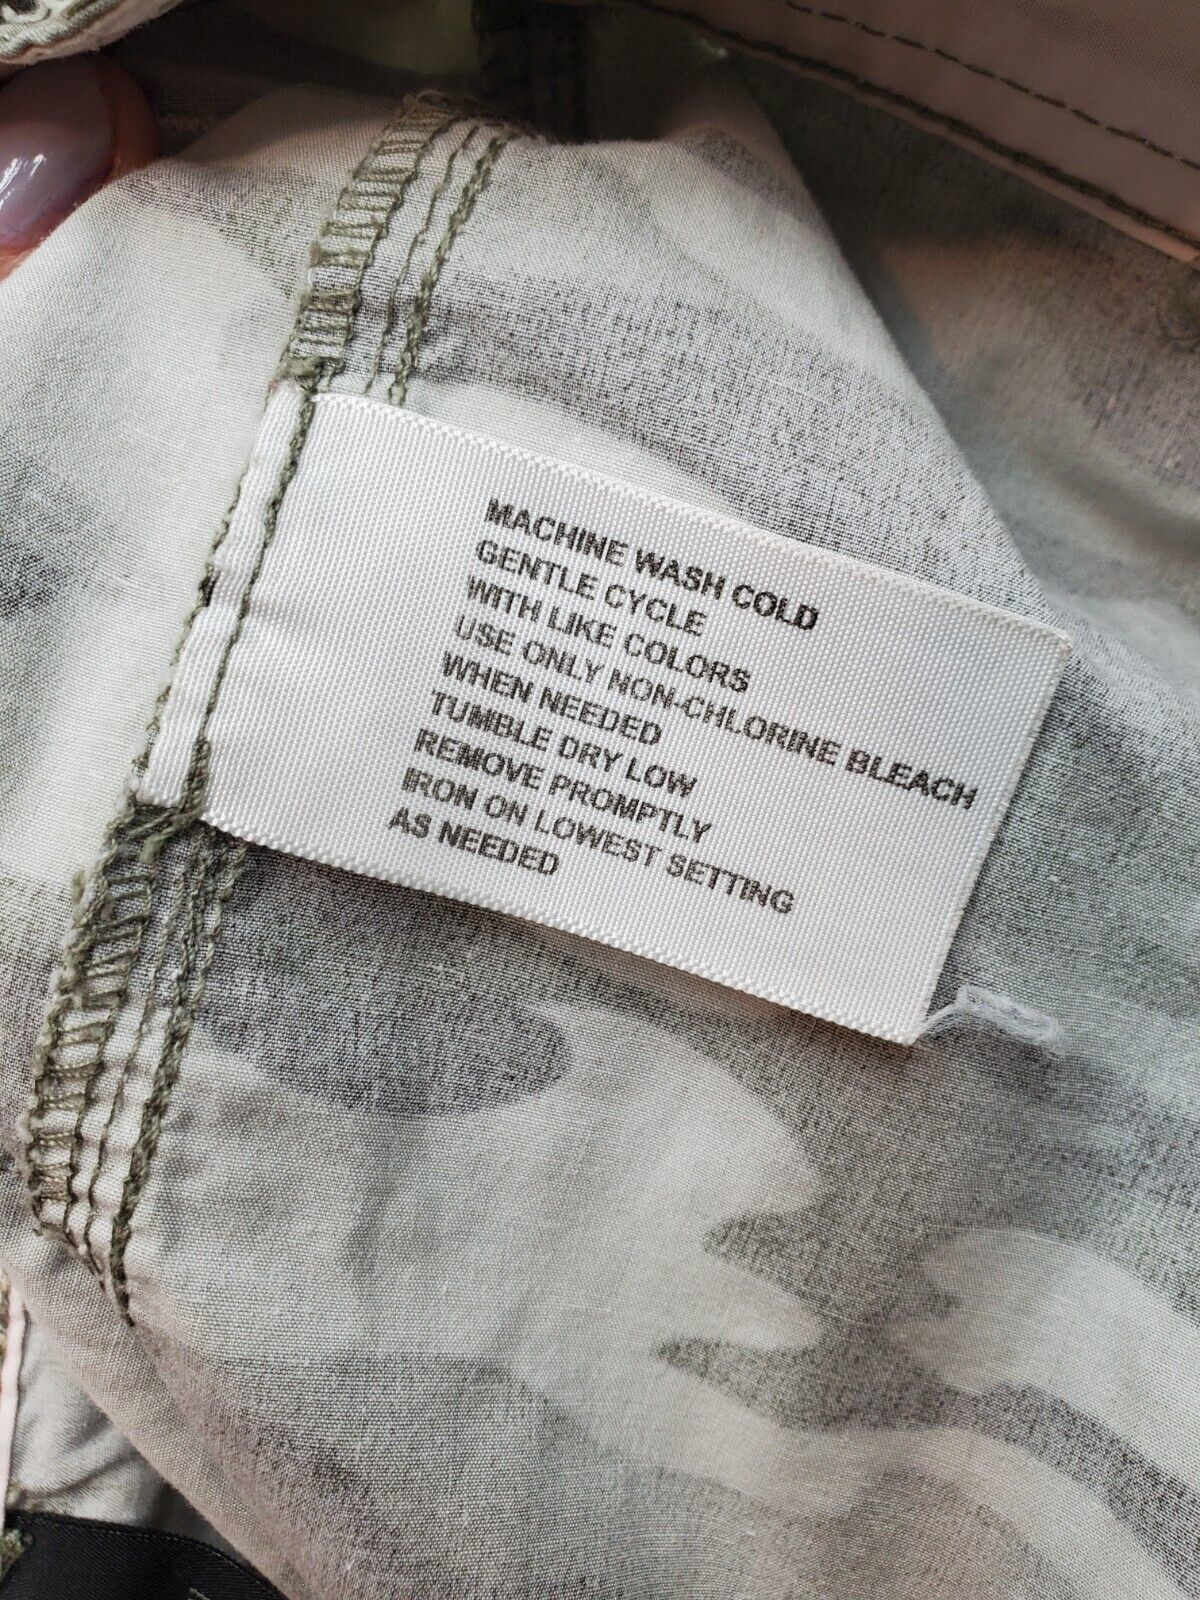 MACHINE WASH COLD
GENTLE CYCLE
WITH LIKE COLORS
USE ONLY NON-CHLORINE BLEACH
WHEN NEEDED
TUMBLE DRY LOW
REMOVE PROMPTLY
IRON ON LOWEST SETTING
AS NEEDED